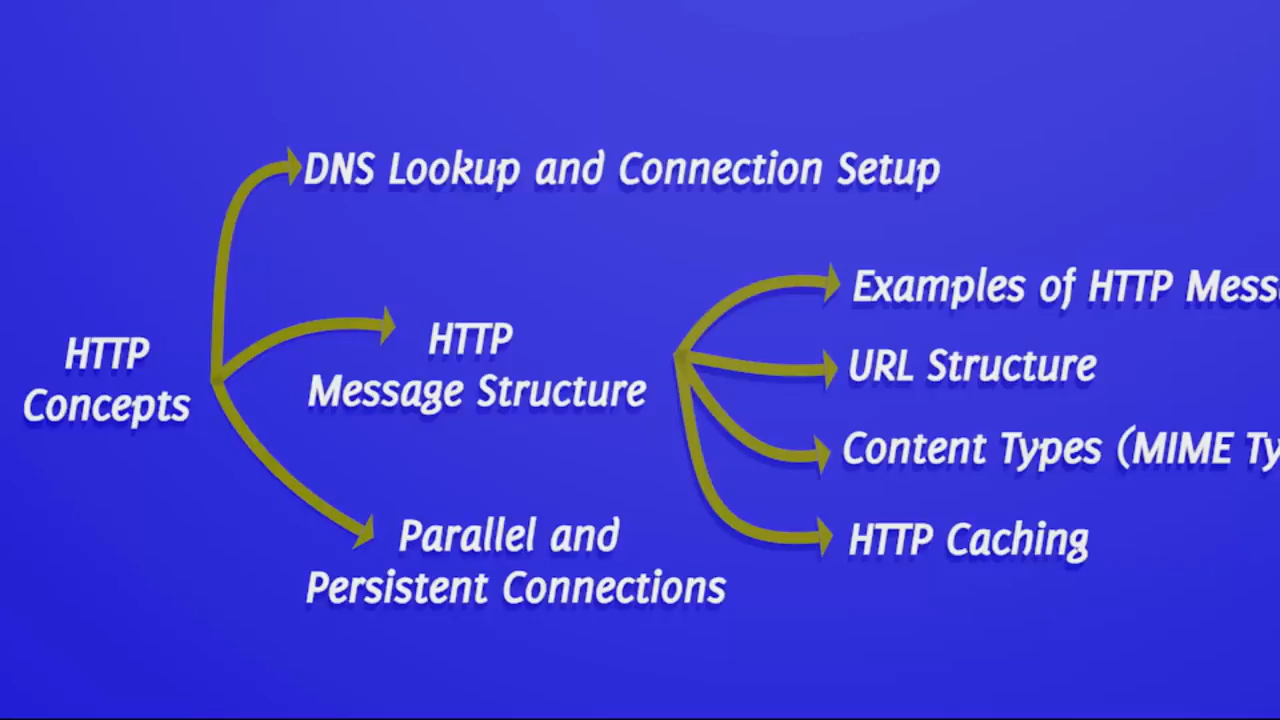 DNS Lookup and Connection Setup
Examples of HTTP
HTTP
Message Structure
HTTP
Concepts
URL Structure
Content Types (MIME
HTTP Caching
Parallel and
Persistent Connections